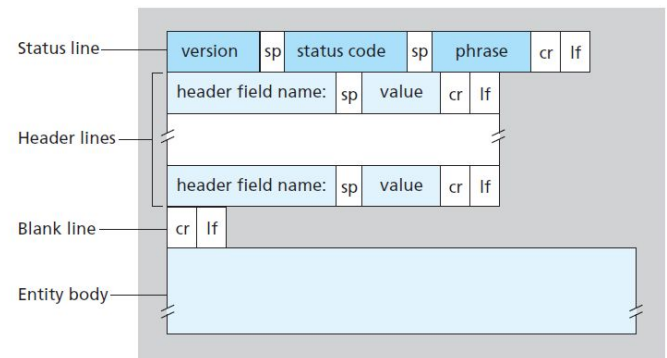 Status line version sp status code sp phrase cr lf
header field name: sp value cr lf
Header lines
header field name: sp value cr lf
Blank line cr lf
Entity body